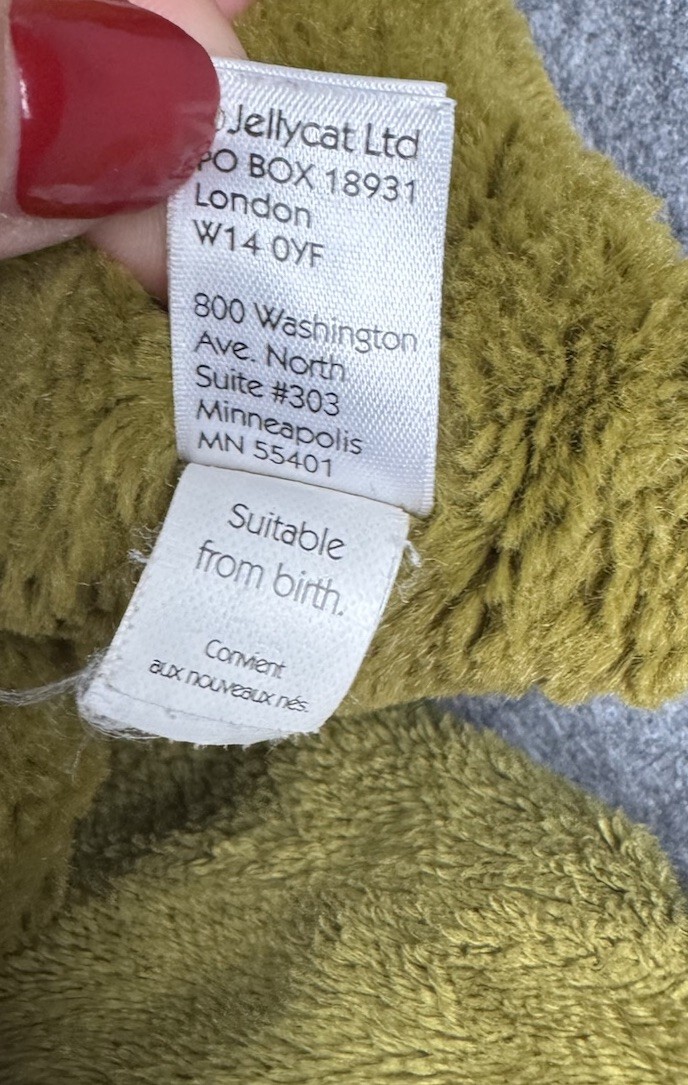 ©Jellycat Ltd
PO BOX 18931
London
W14 0YF
800 Washington
Ave. North
Suite #303
Minneapolis
MN 55401
Suitable
from birth.
Convient
aux nouveaux nés.